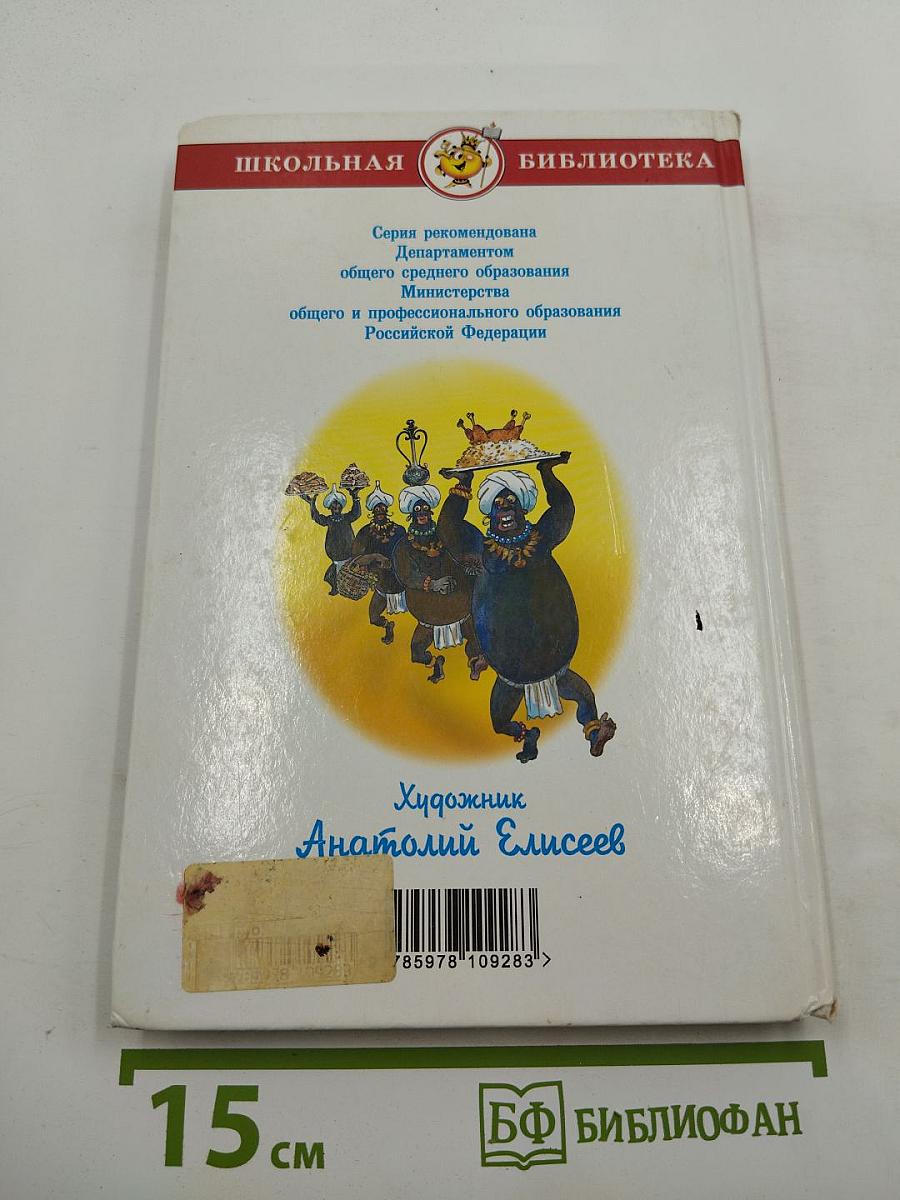 ШКОЛЬНАЯ БИБЛИОТЕКА
Серия рекомендована
Департаментом
общего среднего образования
Министерства
общего и профессионального образования
Российской Федерации
Художник
Анатолий Елисеев
9 785978 109283 >
15 см
БФ БИБЛИОФАН